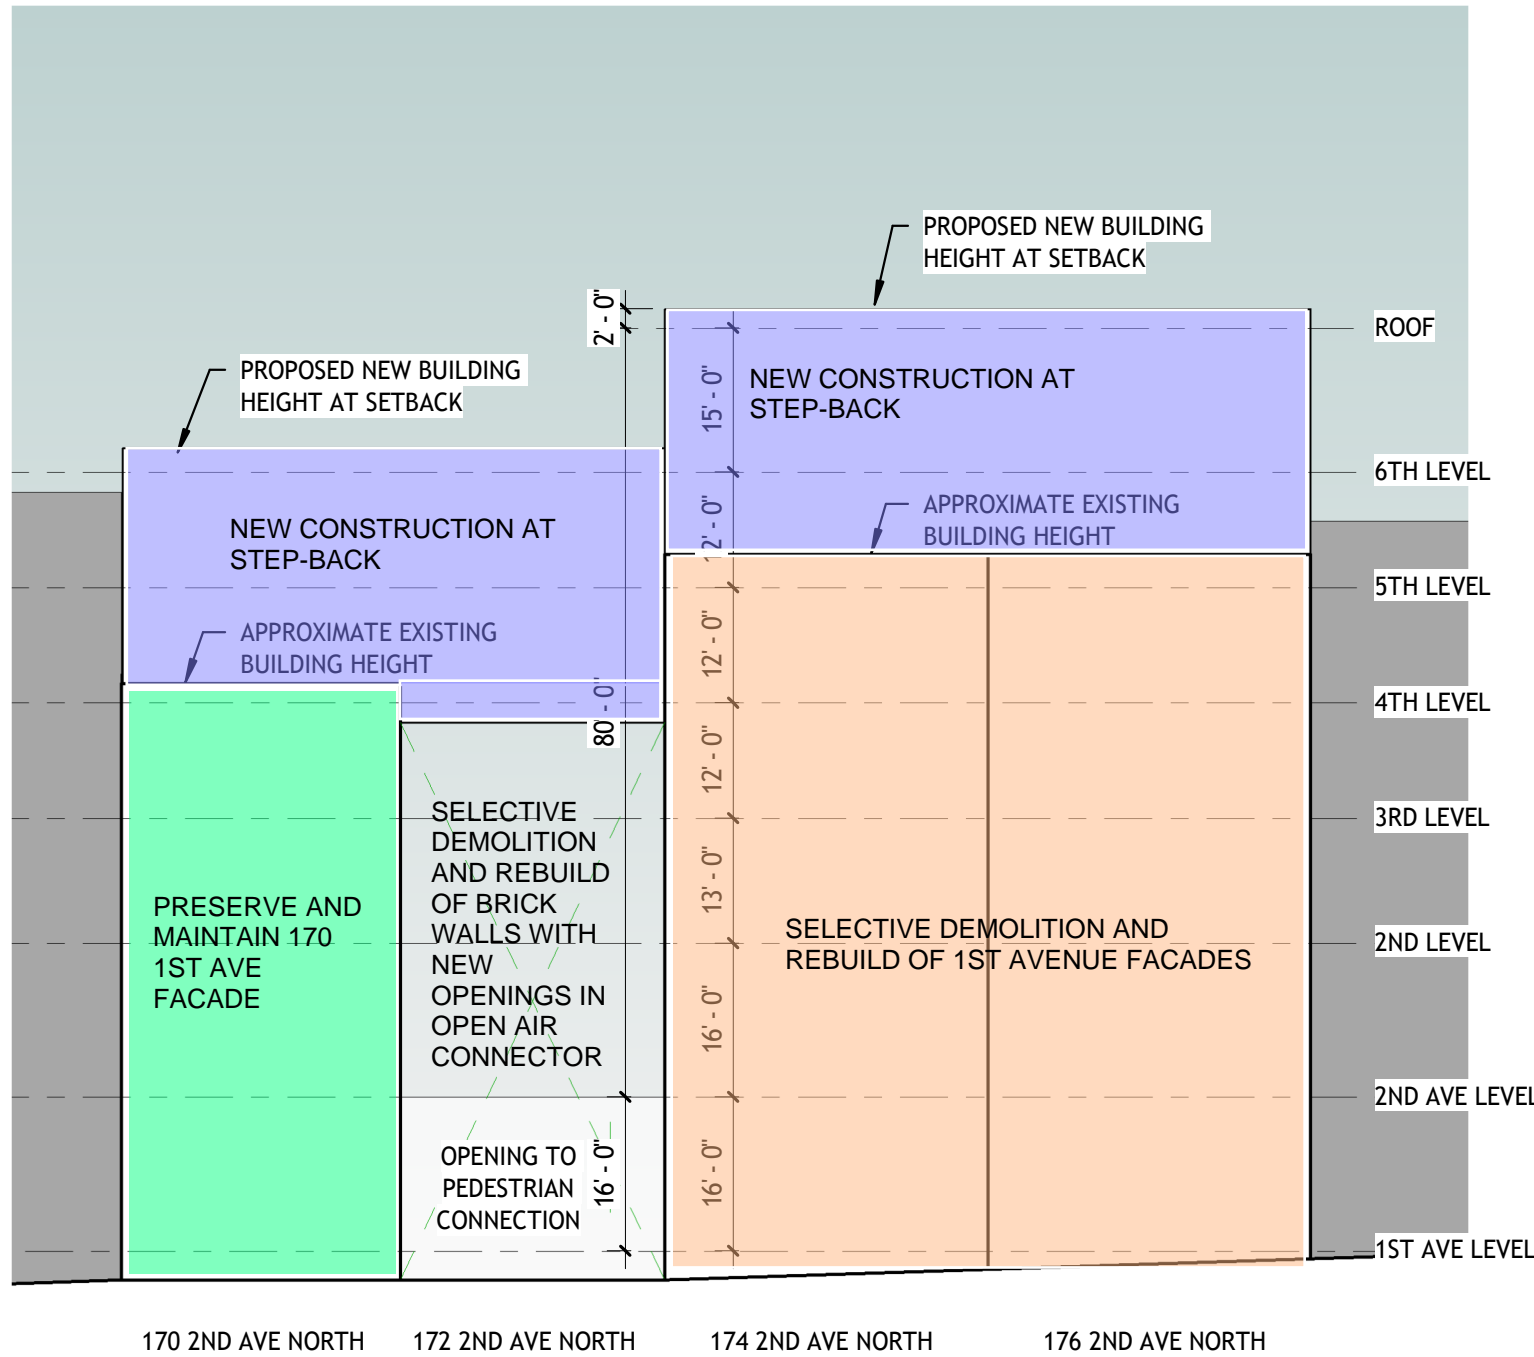 PROPOSED NEW BUILDING
HEIGHT AT SETBACK
2' - 0"
ROOF
PROPOSED NEW BUILDING
HEIGHT AT SETBACK
15' - 0"
NEW CONSTRUCTION AT
STEP-BACK
6TH LEVEL
APPROXIMATE EXISTING
BUILDING HEIGHT
NEW CONSTRUCTION AT
STEP-BACK
2' - 0"
5TH LEVEL
APPROXIMATE EXISTING
BUILDING HEIGHT
12' - 0"
4TH LEVEL
80' - 0"
12' - 0"
3RD LEVEL
SELECTIVE
DEMOLITION
AND REBUILD
OF BRICK
WALLS WITH
NEW
OPENINGS IN
OPEN AIR
CONNECTOR
13' - 0"
PRESERVE AND
MAINTAIN 170
1ST AVE
FACADE
SELECTIVE DEMOLITION AND
REBUILD OF 1ST AVENUE FACADES
2ND LEVEL
16' - 0"
2ND AVE LEVEL
OPENING TO
PEDESTRIAN
CONNECTION
16' - 0"
16' - 0"
1ST AVE LEVEL
170 2ND AVE NORTH
172 2ND AVE NORTH
174 2ND AVE NORTH
176 2ND AVE NORTH